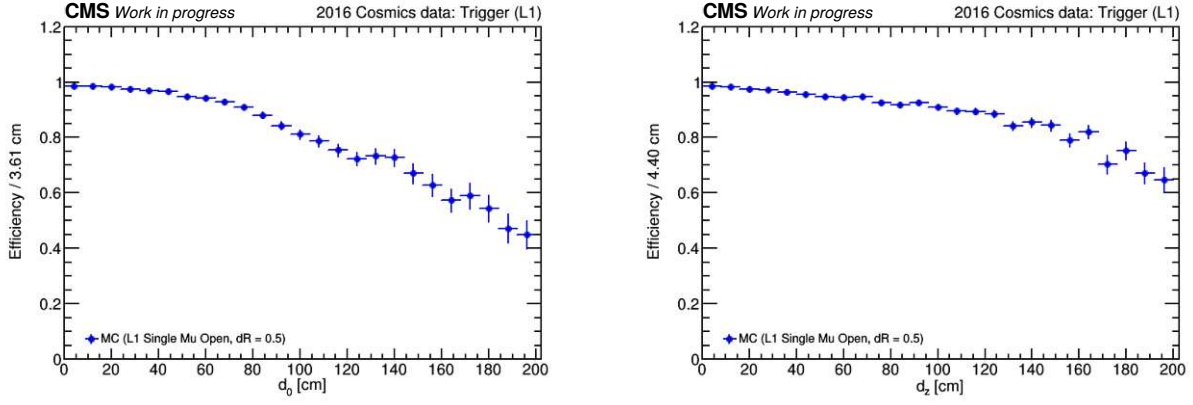 CMS Work in progress 2016 Cosmics data: Trigger (L1)
Efficiency / 3.61 cm
1.2
1
0.8
0.6
0.4
0.2
0
MC (L1 Single Mu Open, dR = 0.5)
0 20 40 60 80 100 120 140 160 180 200
d0 [cm]
CMS Work in progress 2016 Cosmics data: Trigger (L1)
Efficiency / 4.40 cm
1.2
1
0.8
0.6
0.4
0.2
0
MC (L1 Single Mu Open, dR = 0.5)
0 20 40 60 80 100 120 140 160 180 200
dz [cm]